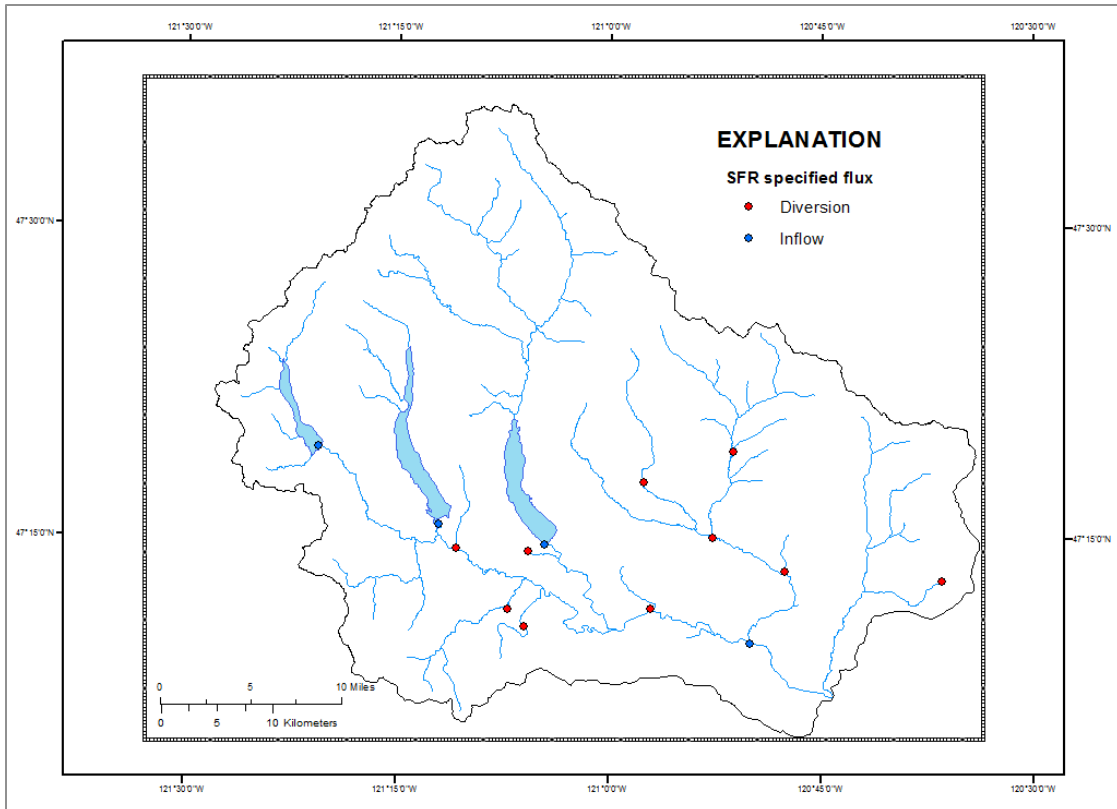 121°30'0"W 121°15'0"W 121°0'0"W 120°45'0"W 120°30'0"W
EXPLANATION
SFR specified flux
Diversion
Inflow
47°30'0"N 47°30'0"N
47°15'0"N 47°15'0"N
0 5 10 Miles
0 5 10 Kilometers
121°30'0"W 121°15'0"W 121°0'0"W 120°45'0"W 120°30'0"W